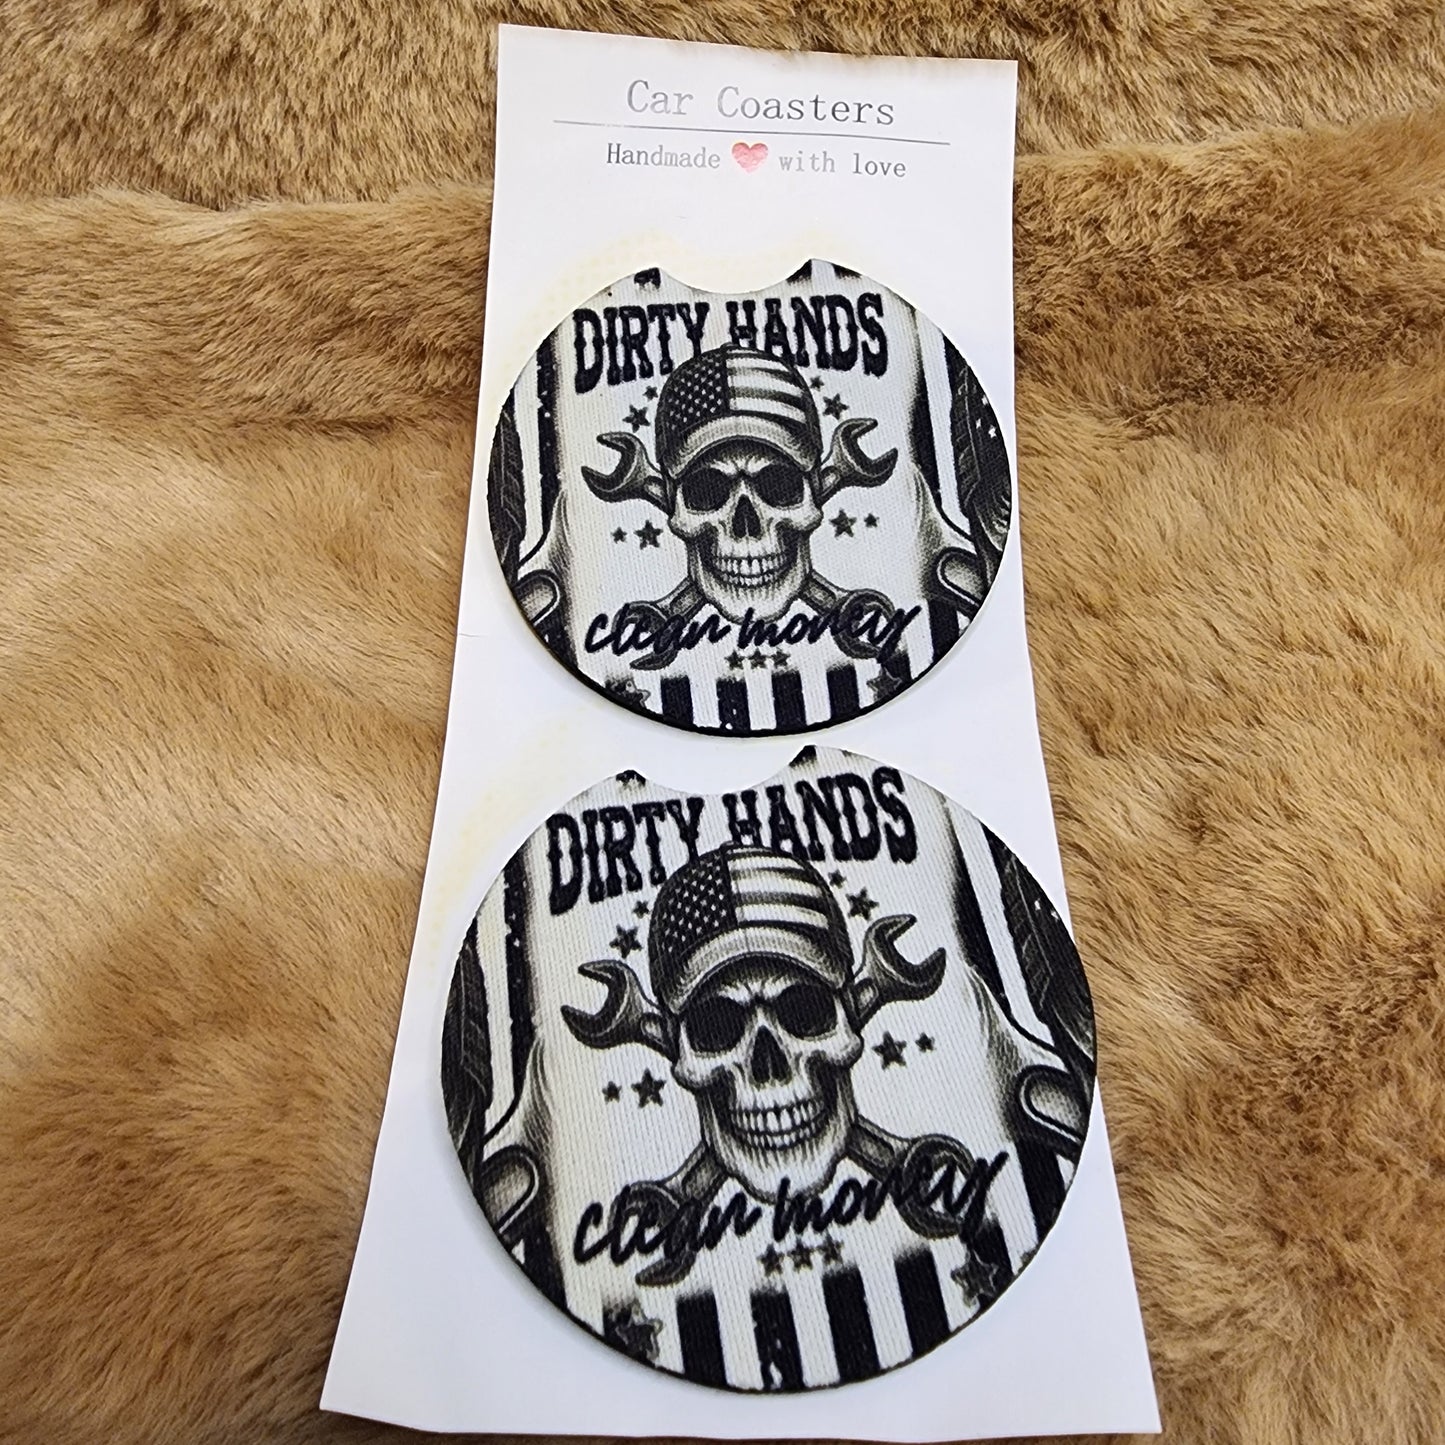 Car Coasters
Handmade with love
DIRTY HANDS
clean money
DIRTY HANDS
clean money